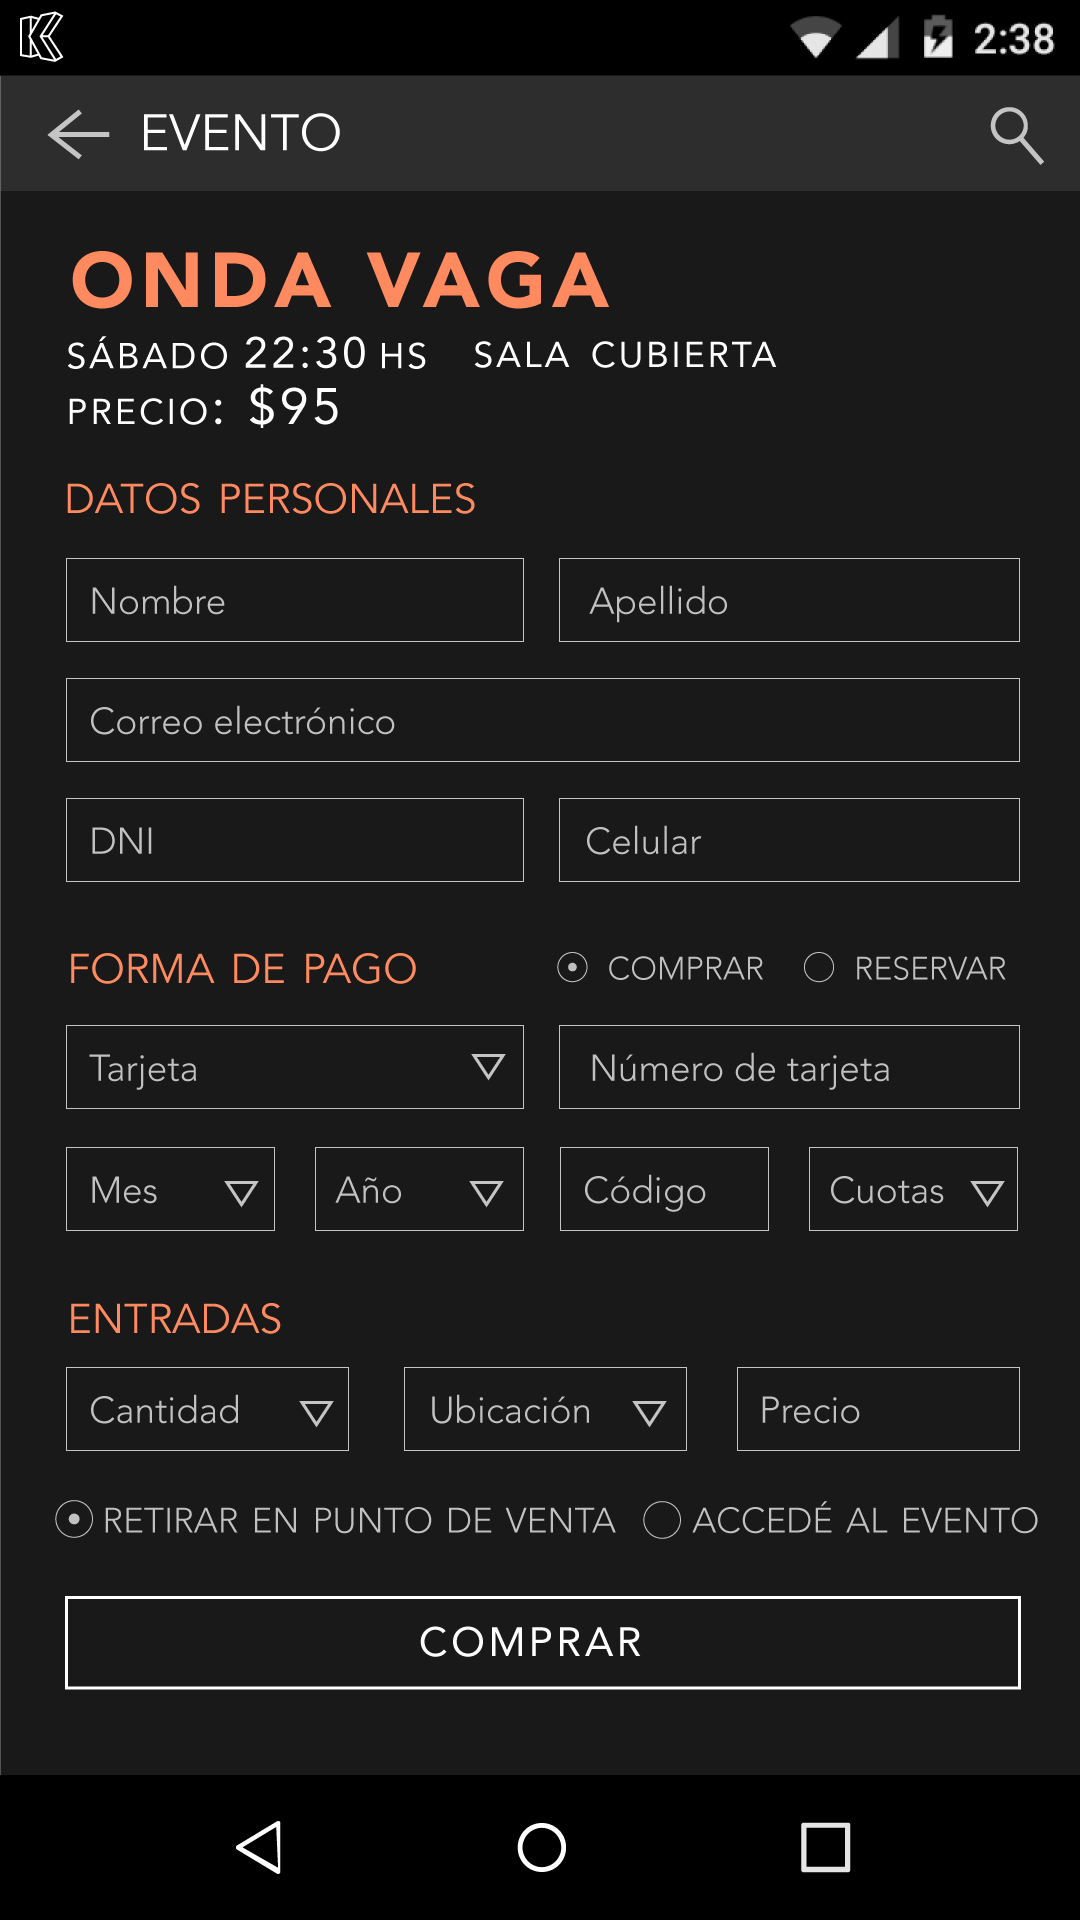 2:38
EVENTO
ONDA VAGA
SÁBADO 22:30 HS SALA CUBIERTA
PRECIO: $95
DATOS PERSONALES
Nombre Apellido
Correo electrónico
DNI Celular
FORMA DE PAGO COMPRAR RESERVAR
Tarjeta Número de tarjeta
Mes Año Código Cuotas
ENTRADAS
Cantidad Ubicación Precio
RETIRAR EN PUNTO DE VENTA ACCEDÉ AL EVENTO
COMPRAR